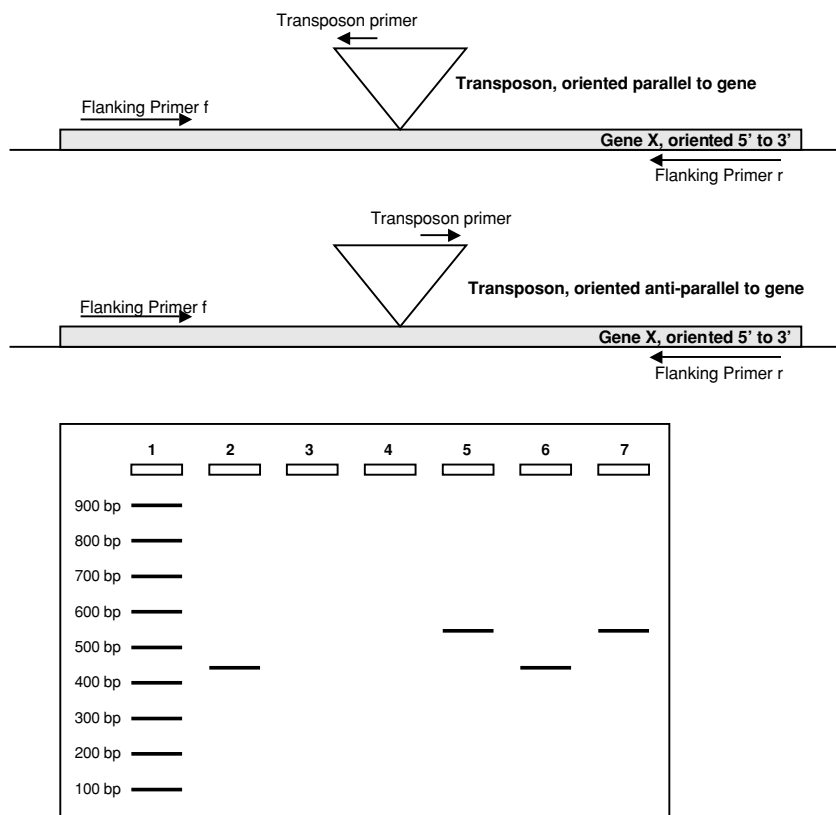 Transposon primer
Transposon, oriented parallel to gene
Flanking Primer f
Gene X, oriented 5' to 3'
Flanking Primer r
Transposon primer
Transposon, oriented anti-parallel to gene
Flanking Primer f
Gene X, oriented 5' to 3'
Flanking Primer r
1 2 3 4 5 6 7
900 bp
800 bp
700 bp
600 bp
500 bp
400 bp
300 bp
200 bp
100 bp